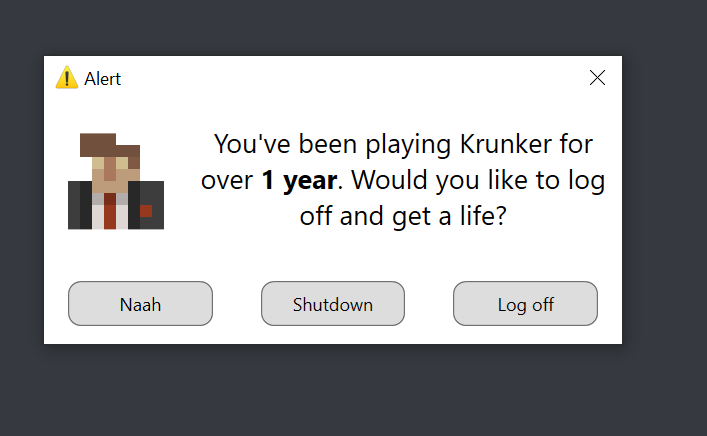 Alert
You've been playing Krunker for
over 1 year. Would you like to log
off and get a life?
Naah
Shutdown
Log off